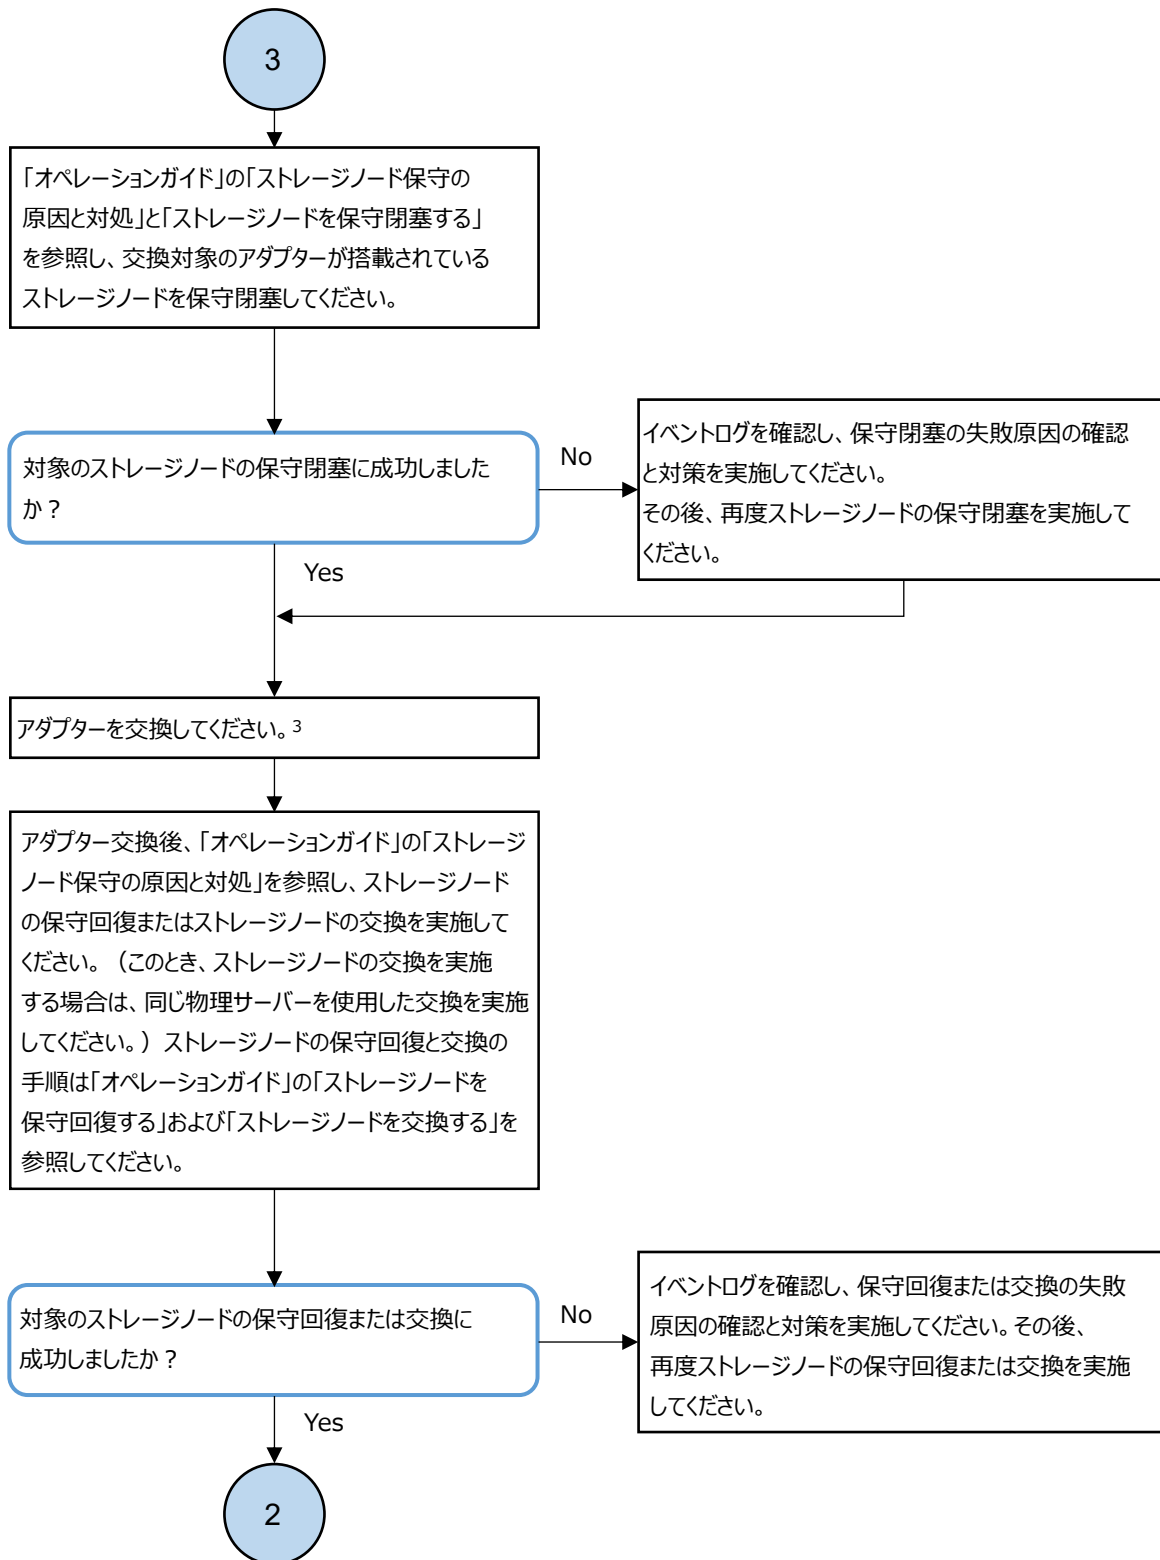 3
「オペレーションガイド」の「ストレージノード保守の
原因と対処」と「ストレージノードを保守閉塞する」
を参照し、交換対象のアダプターが搭載されている
ストレージノードを保守閉塞してください。
対象のストレージノードの保守閉塞に成功しました
か？
No
イベントログを確認し、保守閉塞の失敗原因の確認
と対策を実施してください。
その後、再度ストレージノードの保守閉塞を実施して
ください。
Yes
アダプターを交換してください。3
アダプター交換後、「オペレーションガイド」の「ストレージ
ノード保守の原因と対処」を参照し、ストレージノード
の保守回復またはストレージノードの交換を実施して
ください。（このとき、ストレージノードの交換を実施
する場合は、同じ物理サーバーを使用した交換を実施
してください。）ストレージノードの保守回復と交換の
手順は「オペレーションガイド」の「ストレージノードを
保守回復する」および「ストレージノードを交換する」を
参照してください。
対象のストレージノードの保守回復または交換に
成功しましたか？
No
イベントログを確認し、保守回復または交換の失敗
原因の確認と対策を実施してください。その後、
再度ストレージノードの保守回復または交換を実施
してください。
Yes
2